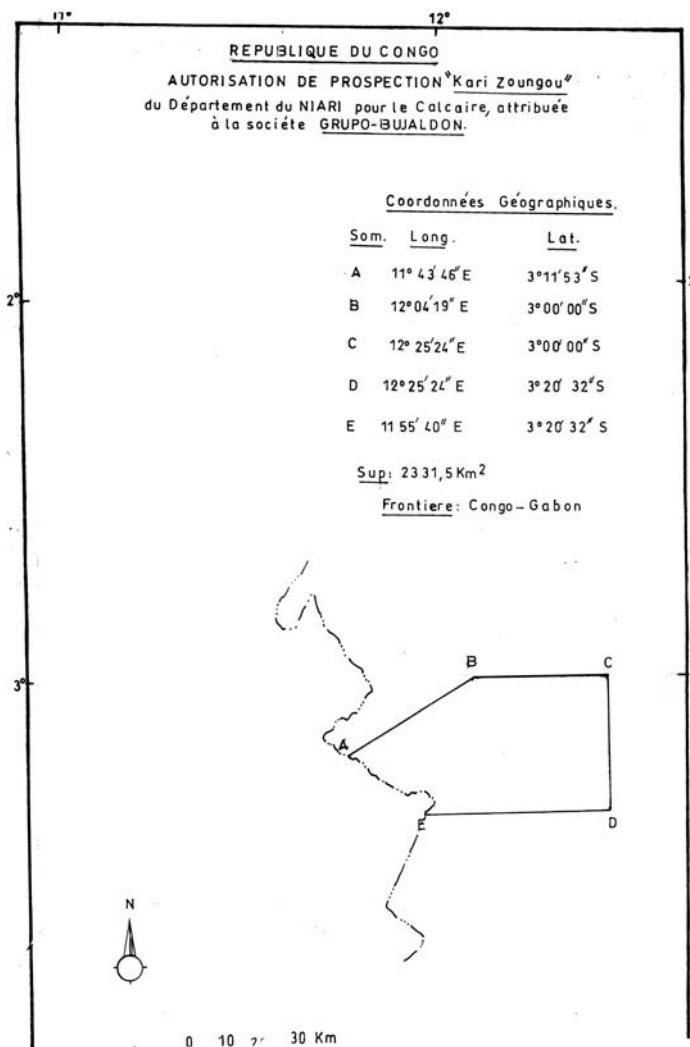 11° 12°
REPUBLIQUE DU CONGO
AUTORISATION DE PROSPECTION "Kari Zoungou"
du Département du NIARI pour le Calcaire, attribuée
à la sociéte GRUPO-BUALDON.
Coordonnées Géographiques.
Som. Long. Lat.
A 11° 43' 46" E 3°11'53" S
2°
B 12°04'19" E 3°00'00" S
C 12° 25'24" E 3°00'00" S
D 12°25'24" E 3°20' 32" S
E 11 55' 40" E 3°20' 32" S
Sup: 2331,5 Km2
Frontiere: Congo-Gabon
B C
3°
A
E D
N
0 10 30 Km